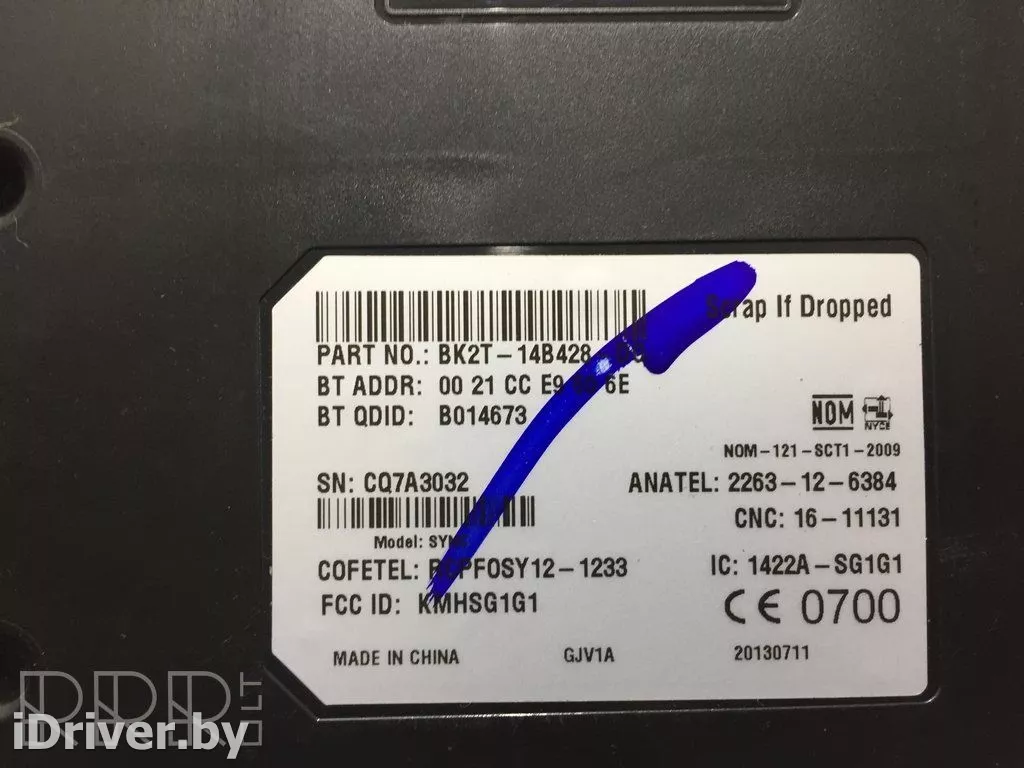 Scrap If Dropped
PART NO.: BK2T-14B428
BT ADDR: 00 21 CC E9 6E
BT QDID: B014673
NOM
NYCE
NOM-121-SCT1-2009
SN: CQ7A3032
ANATEL: 2263-12-6384
CNC: 16-11131
Model:
COFETEL:
IC: 1422A-SG1G1
FCC ID: KMHSG1G1
CE 0700
MADE IN CHINA
GJV1A
20130711
iDriver.by